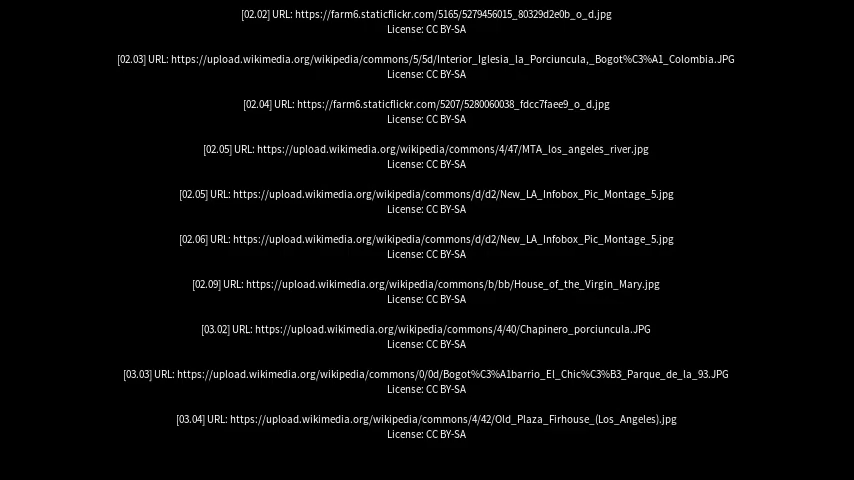 [02.02] URL: https://farm6.staticflickr.com/5165/5279456015_80329d2e0b_o_d.jpg
License: CC BY-SA
[02.03] URL: https://upload.wikimedia.org/wikipedia/commons/5/5d/Interior_Iglesia_la_Porciuncula,_Bogot%C3%A1_Colombia.JPG
License: CC BY-SA
[02.04] URL: https://farm6.staticflickr.com/5207/5280060038_fdcc7faee9_o_d.jpg
License: CC BY-SA
[02.05] URL: https://upload.wikimedia.org/wikipedia/commons/4/47/MTA_los_angeles_river.jpg
License: CC BY-SA
[02.05] URL: https://upload.wikimedia.org/wikipedia/commons/d/d2/New_LA_Infobox_Pic_Montage_5.jpg
License: CC BY-SA
[02.06] URL: https://upload.wikimedia.org/wikipedia/commons/d/d2/New_LA_Infobox_Pic_Montage_5.jpg
License: CC BY-SA
[02.09] URL: https://upload.wikimedia.org/wikipedia/commons/b/bb/House_of_the_Virgin_Mary.jpg
License: CC BY-SA
[03.02] URL: https://upload.wikimedia.org/wikipedia/commons/4/40/Chapinero_porciuncula.JPG
License: CC BY-SA
[03.03] URL: https://upload.wikimedia.org/wikipedia/commons/0/0d/Bogot%C3%A1barrio_El_Chic%C3%B3_Parque_de_la_93.JPG
License: CC BY-SA
[03.04] URL: https://upload.wikimedia.org/wikipedia/commons/4/42/Old_Plaza_Firhouse_(Los_Angeles).jpg
License: CC BY-SA